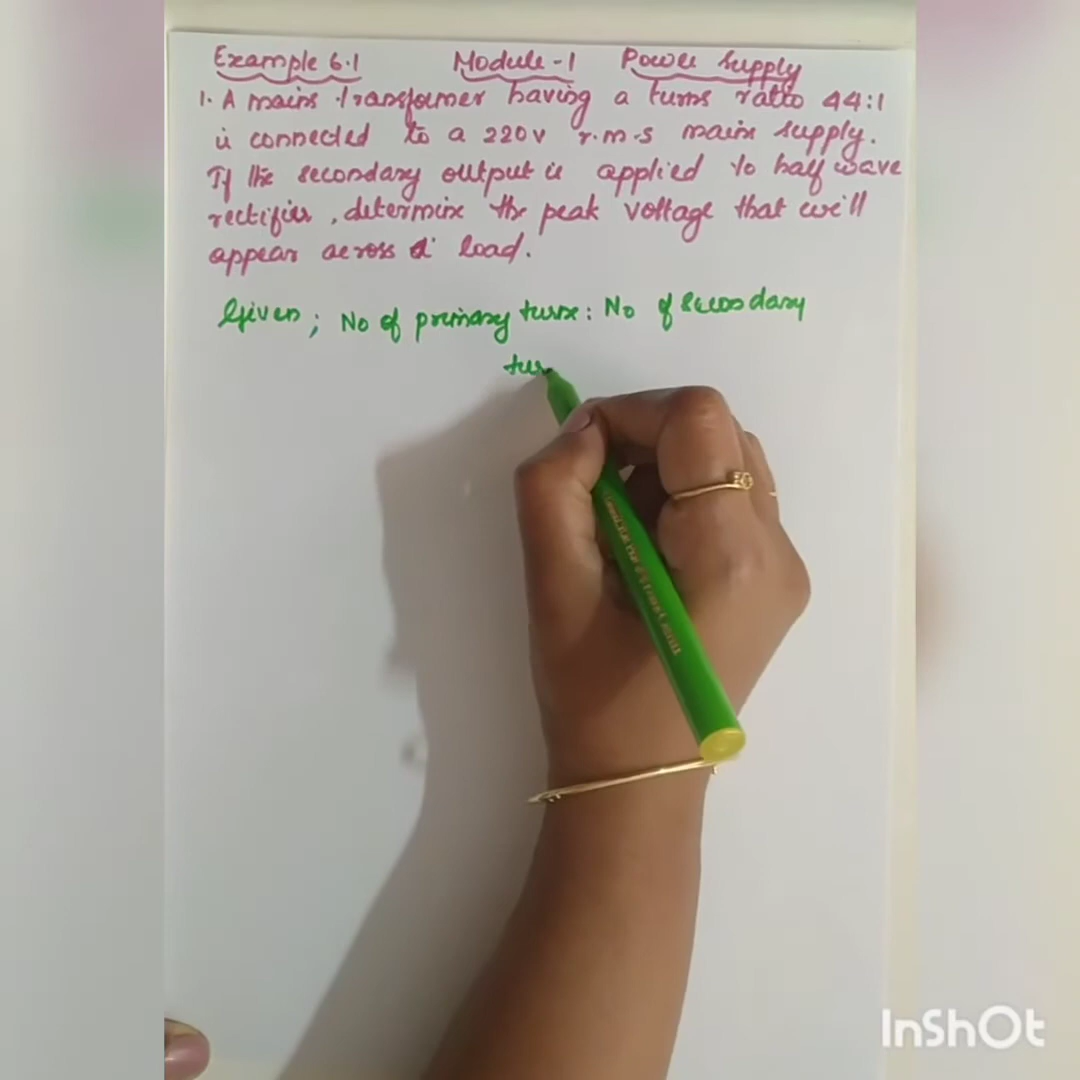 Example 6.1 Module-1 Power Supply
1. A mains transformer having a turns ratio 44:1
is connected to a 220v r.m.s main supply.
If the secondary output is applied to half wave
rectifier, determine the peak voltage that will
appear across a load.
Given; No of primary turns: No of secondary
tur
InShOt